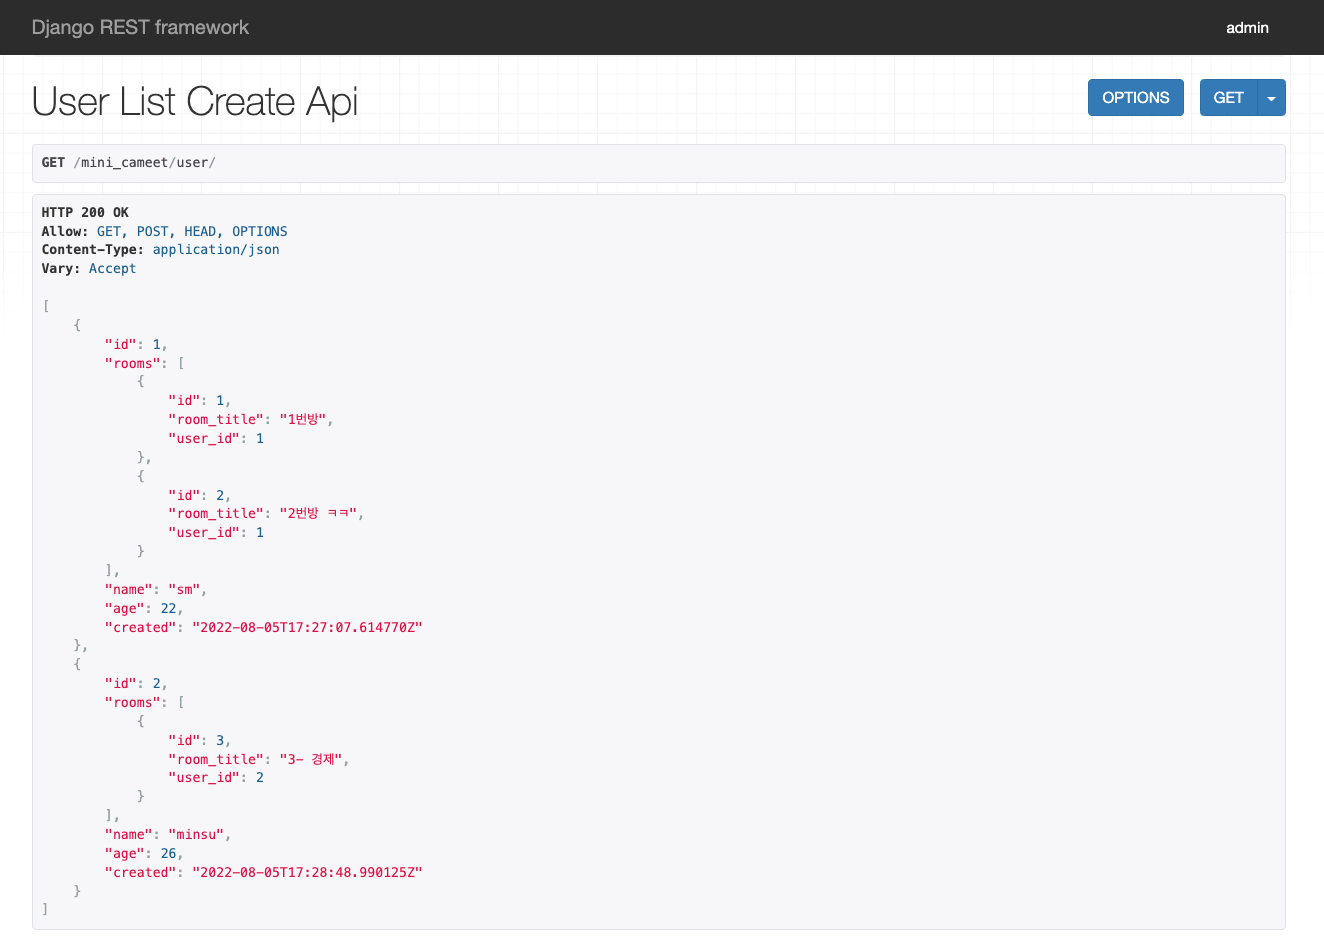 Django REST framework
admin
User List Create Api
OPTIONS
GET
GET /mini_cameet/user/
HTTP 200 OK
Allow: GET, POST, HEAD, OPTIONS
Content-Type: application/json
Vary: Accept
[
    {
        "id": 1,
        "rooms": [
            {
                "id": 1,
                "room_title": "1번방",
                "user_id": 1
            },
            {
                "id": 2,
                "room_title": "2번방 ㅋㅋ",
                "user_id": 1
            }
        ],
        "name": "sm",
        "age": 22,
        "created": "2022-08-05T17:27:07.614770Z"
    },
    {
        "id": 2,
        "rooms": [
            {
                "id": 3,
                "room_title": "3- 경제",
                "user_id": 2
            }
        ],
        "name": "minsu",
        "age": 26,
        "created": "2022-08-05T17:28:48.990125Z"
    }
]